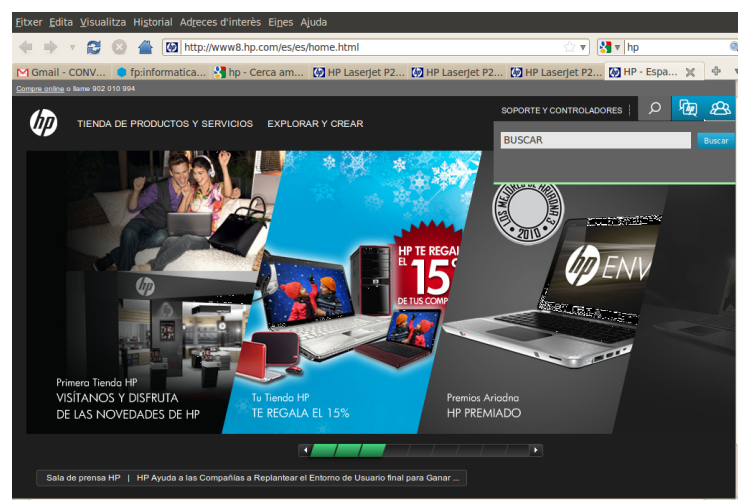 Fitxer Edita Visualitza Historial Adreces d'interès Eines Ajuda
http://www8.hp.com/es/es/home.html
hp
Gmail - CONV... fp:informatica... hp - Cerca am... HP LaserJet P2... HP LaserJet P2... HP LaserJet P2... HP - Espa...
Compre online o llame 902 010 994
hp
TIENDA DE PRODUCTOS Y SERVICIOS EXPLORAR Y CREAR
SOPORTE Y CONTROLADORES
BUSCAR
Buscar
LOS MEJORES DE
2010
HP TE REGAL
EL 15%
DE TUS COMP
hp
hp ENV
Primera Tienda HP
VISÍTANOS Y DISFRUTA
DE LAS NOVEDADES DE HP
Tu Tienda HP
TE REGALA EL 15%
Premios Ariadna
HP PREMIADO
Sala de prensa HP | HP Ayuda a las Compañías a Replantear el Entorno de Usuario final para Ganar ...